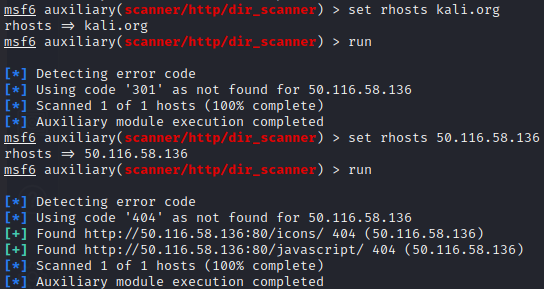 msf6 auxiliary(scanner/http/dir_scanner) > set rhosts kali.org
rhosts => kali.org
msf6 auxiliary(scanner/http/dir_scanner) > run
[*] Detecting error code
[*] Using code '301' as not found for 50.116.58.136
[*] Scanned 1 of 1 hosts (100% complete)
[*] Auxiliary module execution completed
msf6 auxiliary(scanner/http/dir_scanner) > set rhosts 50.116.58.136
rhosts => 50.116.58.136
msf6 auxiliary(scanner/http/dir_scanner) > run
[*] Detecting error code
[*] Using code '404' as not found for 50.116.58.136
[+] Found http://50.116.58.136:80/icons/ 404 (50.116.58.136)
[+] Found http://50.116.58.136:80/javascript/ 404 (50.116.58.136)
[*] Scanned 1 of 1 hosts (100% complete)
[*] Auxiliary module execution completed